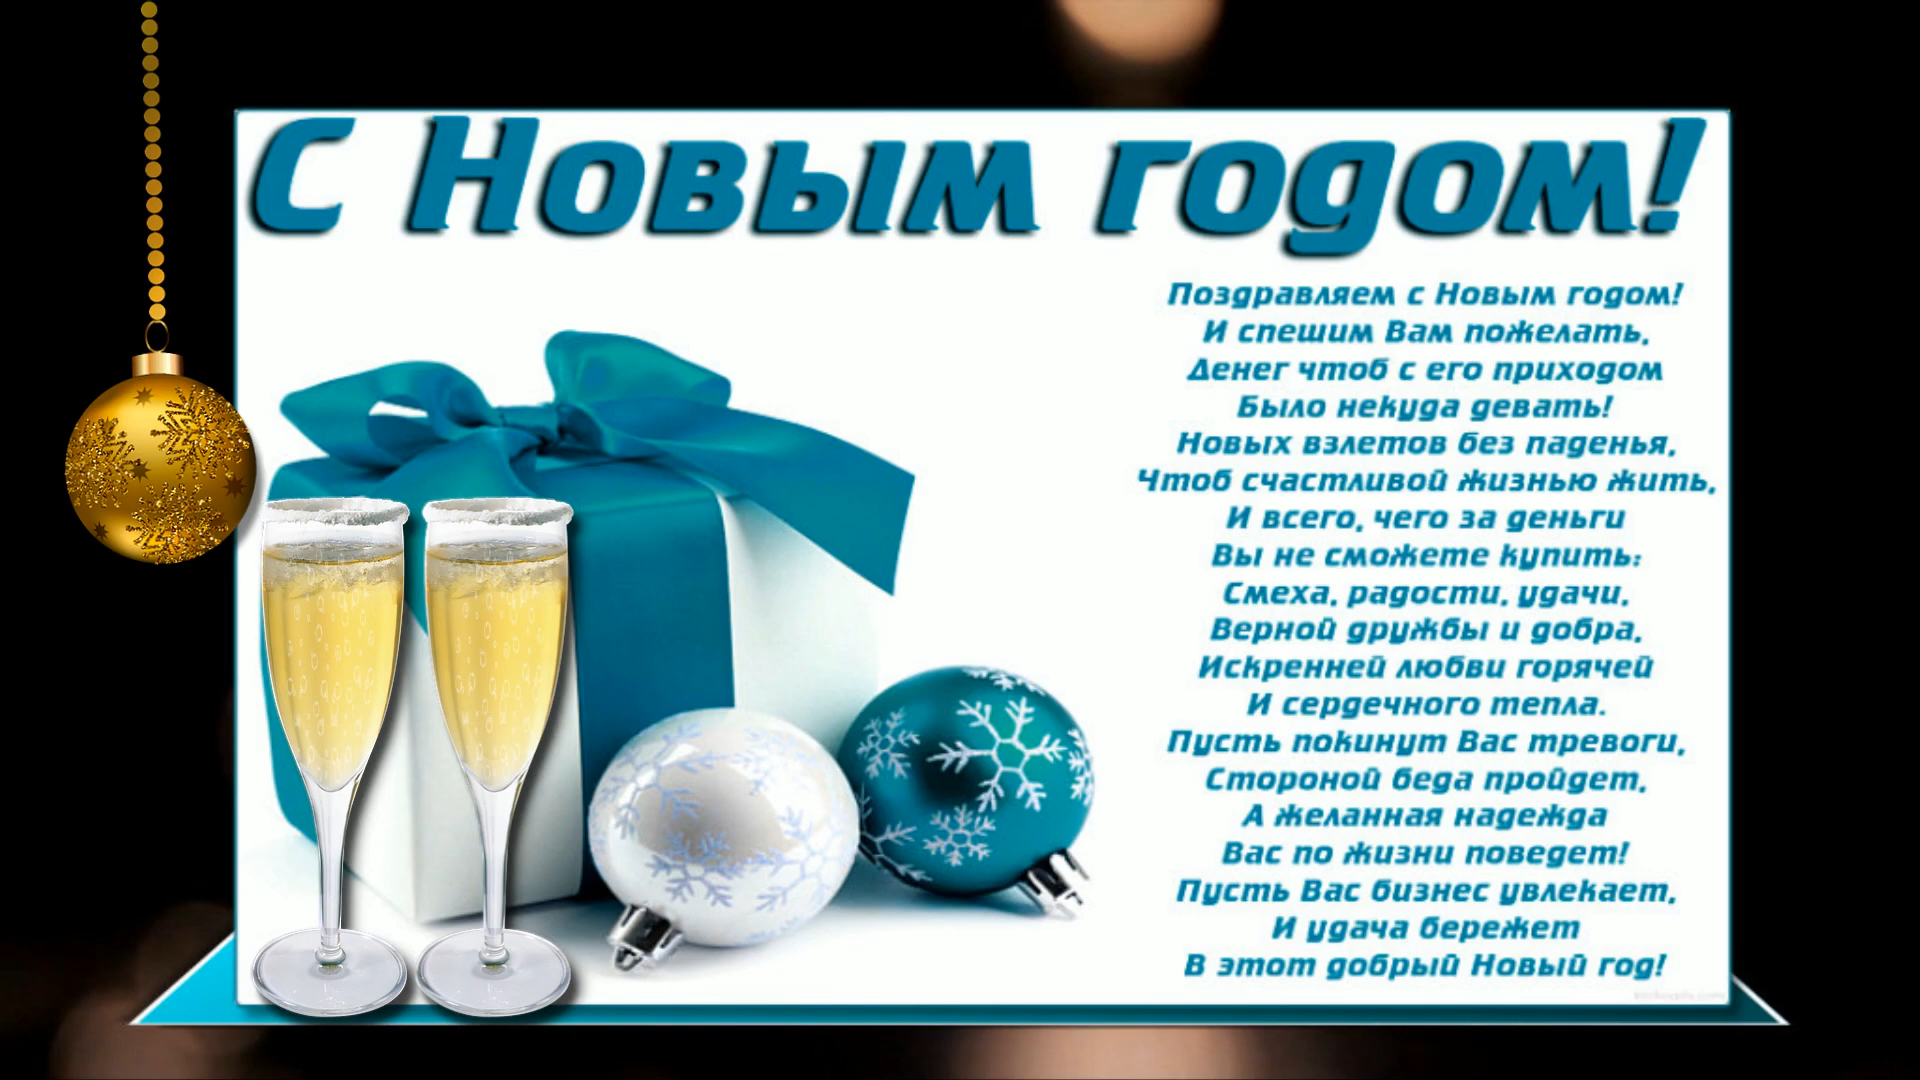 С Новым годом!
Поздравляем с Новым годом!
И спешим Вам пожелать,
Денег чтоб с его приходом
Было некуда девать!
Новых взлетов без паденья,
Чтоб счастливой жизнью жить,
И всего, чего за деньги
Вы не сможете купить:
Смеха, радости, удачи,
Верной дружбы и добра,
Искренней любви горячей
И сердечного тепла.
Пусть покинут Вас тревоги,
Стороной беда пройдет,
А желанная надежда
Вас по жизни поведет!
Пусть Вас бизнес увлекает,
И удача бережет
В этот добрый Новый год!